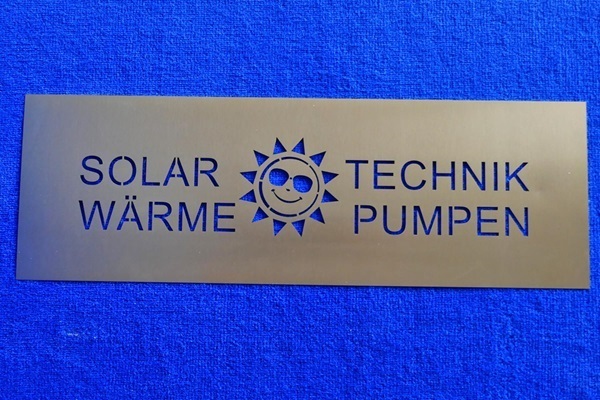 SOLAR TECHNIK
WÄRME PUMPEN